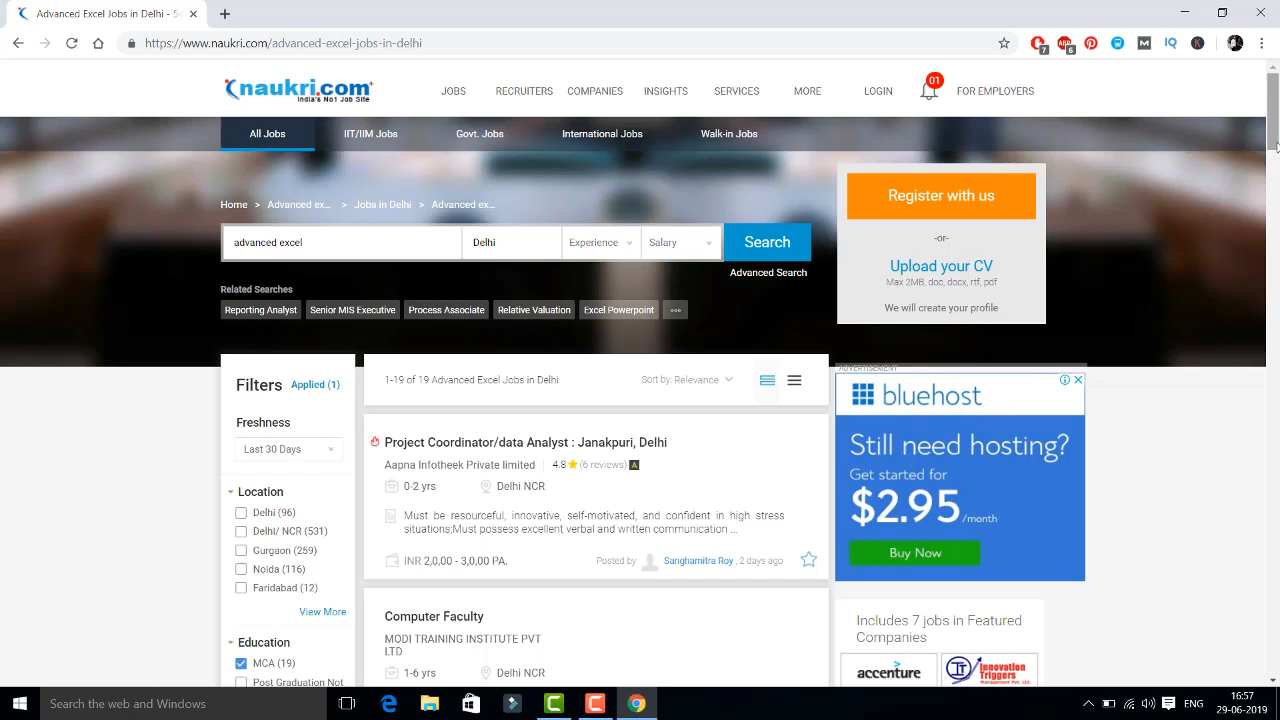 Advanced Excel Jobs In Delhi - 5
https://www.naukri.com/advanced-excel-jobs-in-delhi
7
6
M
IQ
K
naukri.com
India's No1 Job Site
JOBS
RECRUITERS
COMPANIES
INSIGHTS
SERVICES
MORE
LOGIN
01
FOR EMPLOYERS
All Jobs
IIT/IIM Jobs
Govt. Jobs
International Jobs
Walk-in Jobs
Home > Advanced ex... > Jobs in Delhi > Advanced ex...
advanced excel
Delhi
Experience
Salary
Search
Advanced Search
Related Searches
Reporting Analyst
Senior MIS Executive
Process Associate
Relative Valuation
Excel Powerpoint
Register with us
-or-
Upload your CV
Max 2MB, doc, docx, rtf, pdf
We will create your profile
Filters
Applied (1)
Freshness
Last 30 Days
Location
Delhi (96)
Delhi/ NCR (531)
Gurgaon (259)
Noida (116)
Faridabad (12)
View More
Education
MCA (19)
Post Graduation Not
1-19 of 19 Advanced Excel Jobs in Delhi
Sort by: Relevance
Project Coordinator/data Analyst : Janakpuri, Delhi
Aapna Infotheek Private limited
4.8
(6 reviews)
A
0-2 yrs
Delhi NCR
Must be resourceful, innovative, self-motivated, and confident in high stress
situations;Must possess excellent verbal and written communication ...
INR 2,0,00 - 3,0,00 PA.
Posted by
Sanghamitra Roy , 2 days ago
Computer Faculty
MODI TRAINING INSTITUTE PVT
LTD
1-6 yrs
Delhi NCR
ADVERTISEMENT
bluehost
Still need hosting?
Get started for
$2.95/month
Buy Now
Includes 7 jobs in Featured
Companies
accenture
Innovation
Triggers
Search the web and Windows
ENG
16:57
29-06-2019